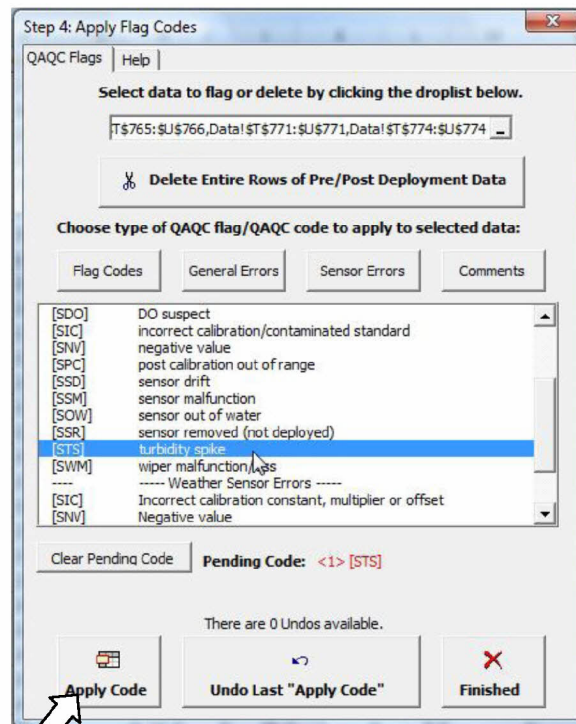 Step 4: Apply Flag Codes
X
QAQC Flags Help
Select data to flag or delete by clicking the droplist below.
T$765:$U$766,Data!$T$771:$U$771,Data!$T$774:$U$774
Delete Entire Rows of Pre/Post Deployment Data
Choose type of QAQC flag/QAQC code to apply to selected data:
Flag Codes General Errors Sensor Errors Comments
[SDO] DO suspect
[SIC] incorrect calibration/contaminated standard
[SNV] negative value
[SPC] post calibration out of range
[SSD] sensor drift
[SSM] sensor malfunction
[SOW] sensor out of water
[SSR] sensor removed (not deployed)
[STS] turbidity spike
[SWM] wiper malfunction/
---- ----- Weather Sensor Errors -----
[SIC] Incorrect calibration constant, multiplier or offset
[SNV] Negative value
Clear Pending Code Pending Code: <1> [STS]
There are 0 Undos available.
Apply Code Undo Last "Apply Code" Finished